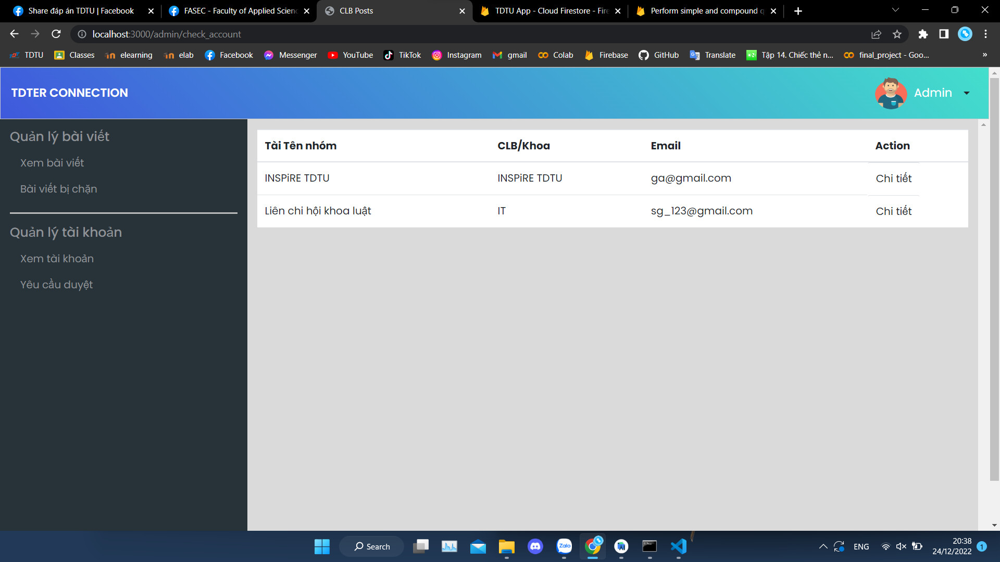 Share đáp án TDTU | Facebook
FASEC - Faculty of Applied Scienc
CLB Posts
TDTU App - Cloud Firestore - Fire
Perform simple and compound q
localhost:3000/admin/check_account
TDTU
Classes
elearning
elab
Facebook
Messenger
YouTube
TikTok
Instagram
gmail
Colab
Firebase
GitHub
Translate
Tập 14. Chiếc thẻ n...
final_project - Goo...
»
TDTER CONNECTION
Admin
Quản lý bài viết
Xem bài viết
Bài viết bị chặn
Quản lý tài khoản
Xem tài khoản
Yêu cầu duyệt
Tài Tên nhóm CLB/Khoa Email Action
INSPiRE TDTU INSPiRE TDTU ga@gmail.com Chi tiết
Liên chi hội khoa luật IT sg_123@gmail.com Chi tiết
Search
Zalo
ENG
20:38
24/12/2022
1